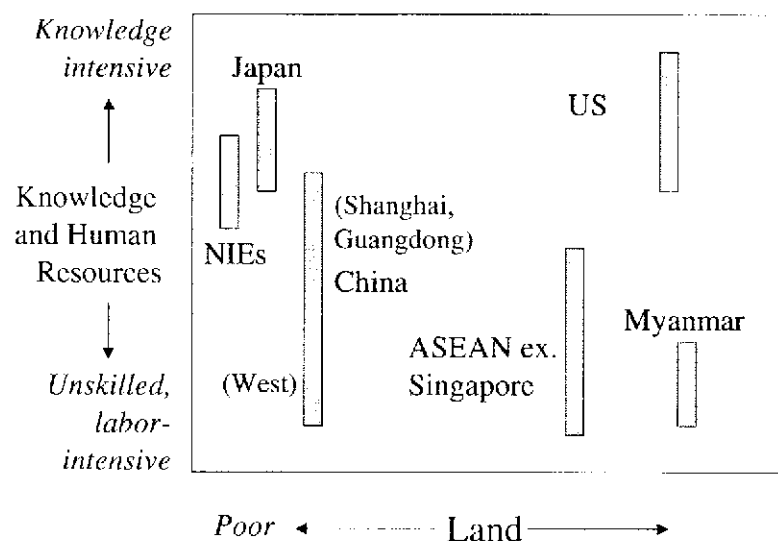 Knowledge
intensive
Japan
US
Knowledge
and Human
Resources
(Shanghai,
Guangdong)
NIEs
China
Myanmar
ASEAN ex.
Singapore
(West)
Unskilled,
labor-
intensive
Poor
Land